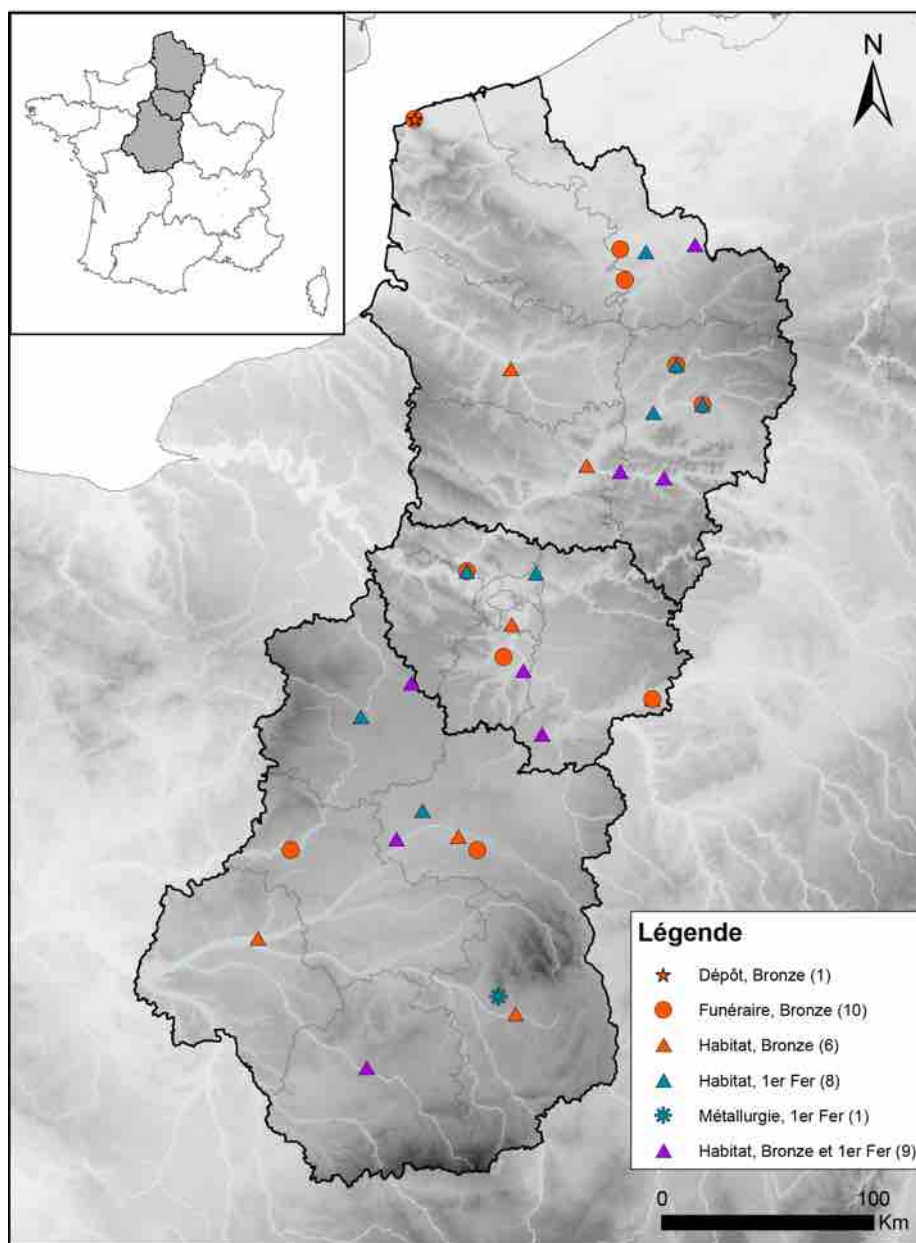 N
Légende
Dépôt, Bronze (1)
Funéraire, Bronze (10)
Habitat, Bronze (6)
Habitat, 1er Fer (8)
Métallurgie, 1er Fer (1)
Habitat, Bronze et 1er Fer (9)
0 100
Km